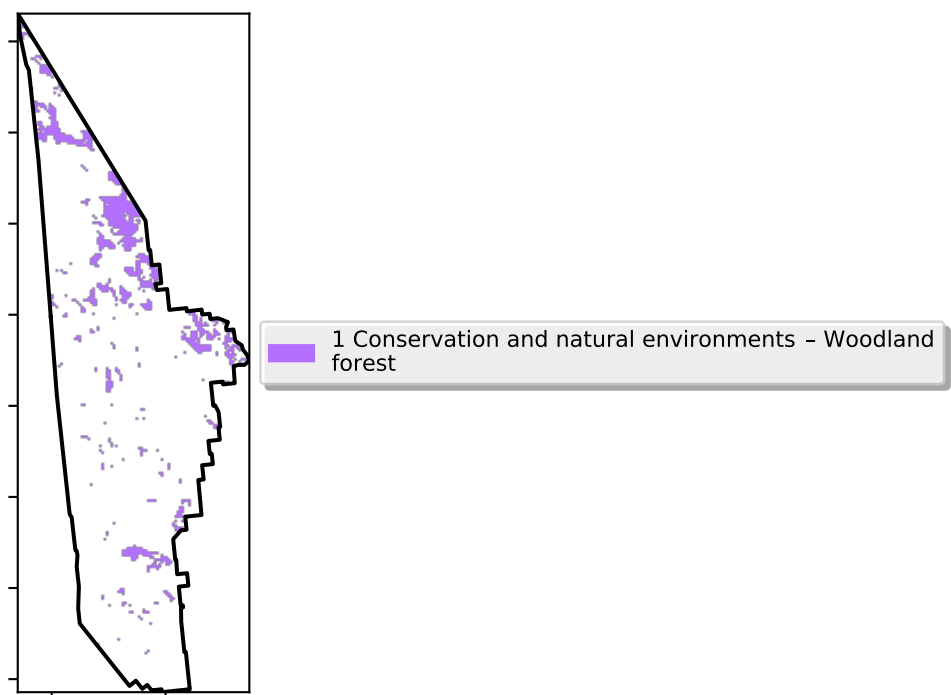 1 Conservation and natural environments – Woodland
forest